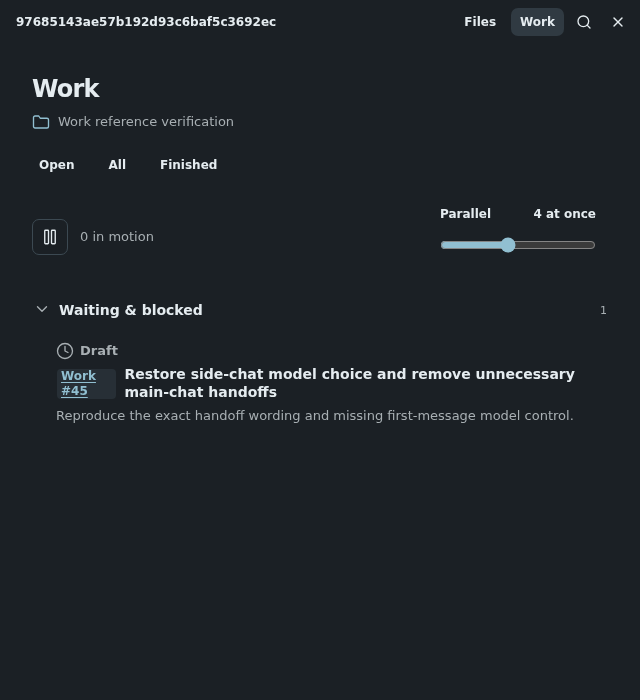 97685143ae57b192d93c6baf5c3692ec Files Work
Work
Work reference verification
Open All Finished
Parallel 4 at once
0 in motion
Waiting & blocked 1
Draft
Work #45 Restore side-chat model choice and remove unnecessary
main-chat handoffs
Reproduce the exact handoff wording and missing first-message model control.